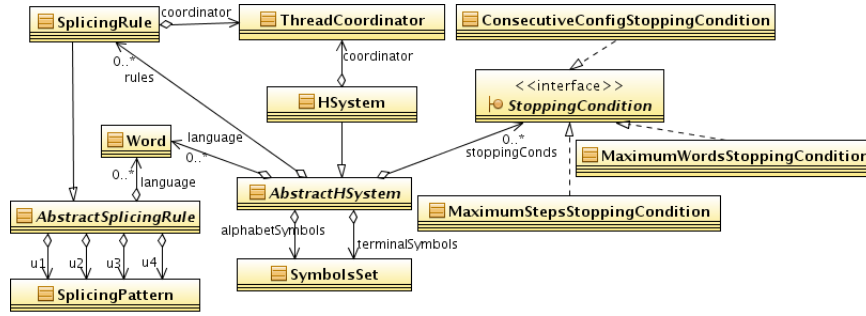 SplicingRule
coordinator
ThreadCoordinator
ConsecutiveConfigStoppingCondition
0..*
rules
coordinator
<<interface>>
StoppingCondition
HSystem
Word
language
0..*
0..*
stoppingConds
MaximumWordsStoppingCondition
0..*
language
AbstractHSystem
AbstractSplicingRule
MaximumStepsStoppingCondition
alphabetSymbols
terminalSymbols
u1
u2
u3
u4
SplicingPattern
SymbolsSet